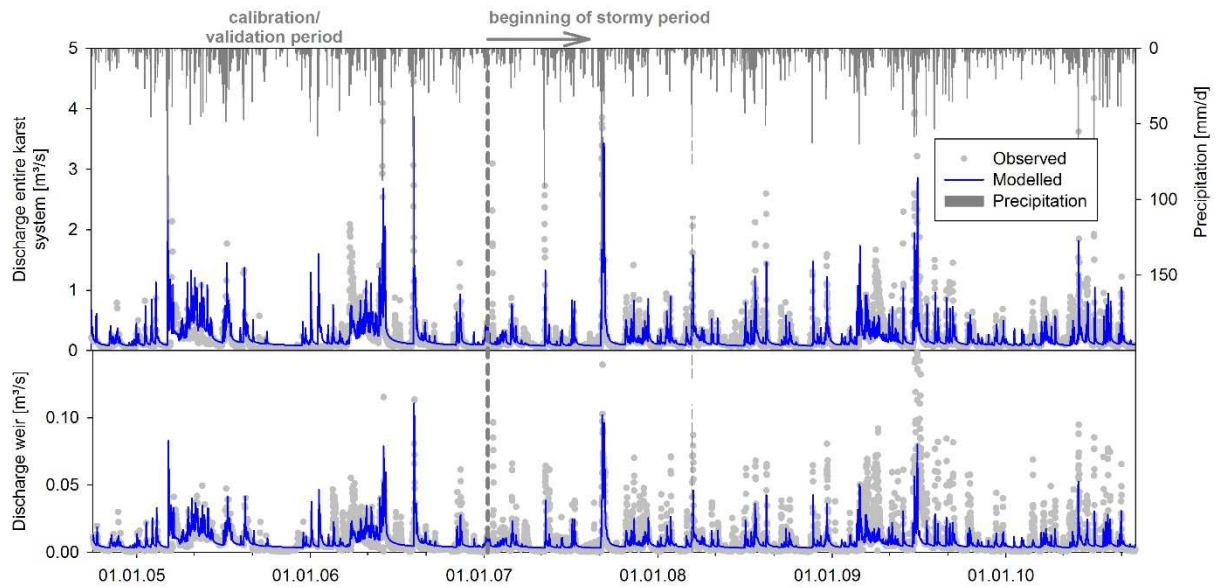 calibration/
validation period
beginning of stormy period
5
4
3
2
1
0
Discharge entire karst
system [m³/s]
0
50
100
150
Precipitation [mm/d]
Observed
Modelled
Precipitation
0.10
0.05
0.00
Discharge weir [m³/s]
01.01.05
01.01.06
01.01.07
01.01.08
01.01.09
01.01.10